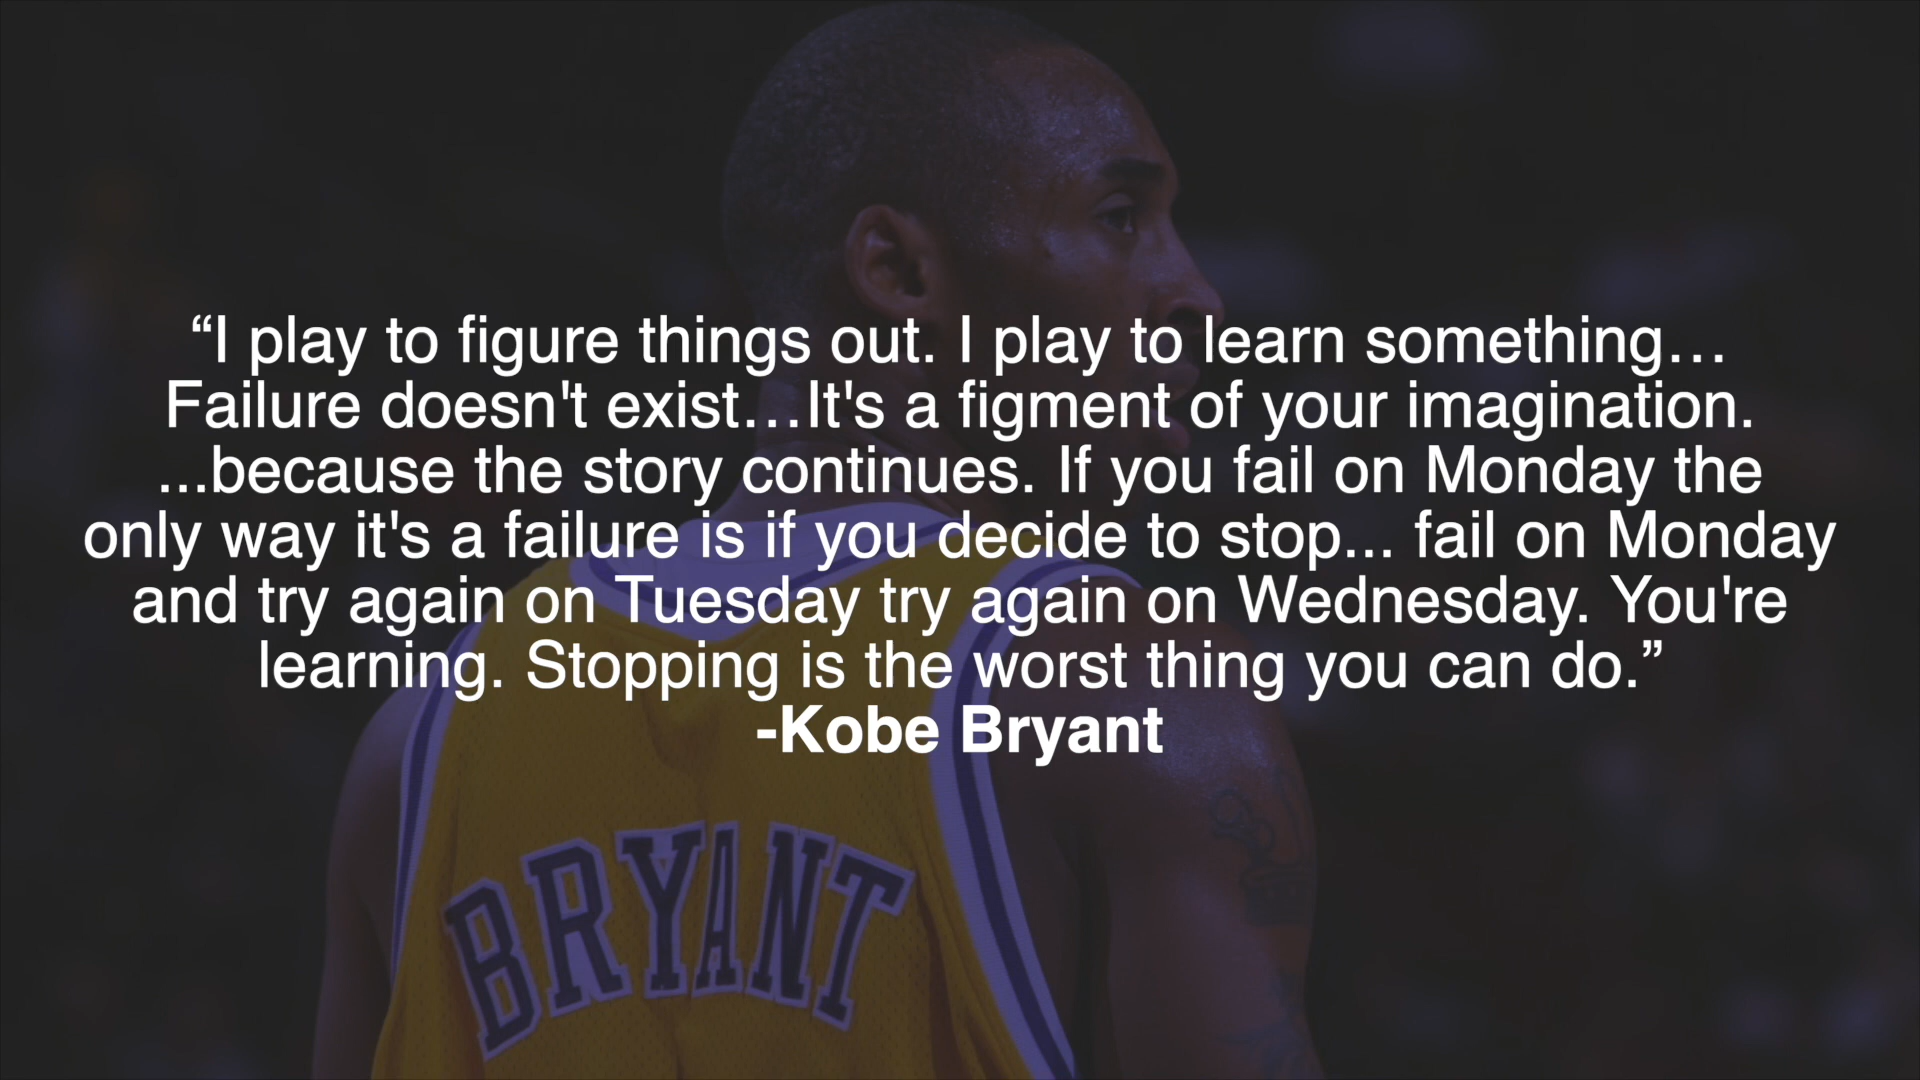 “I play to figure things out. I play to learn something…
Failure doesn't exist…It's a figment of your imagination.
...because the story continues. If you fail on Monday the
only way it's a failure is if you decide to stop... fail on Monday
and try again on Tuesday try again on Wednesday. You're
learning. Stopping is the worst thing you can do.”
-Kobe Bryant
BRYANT